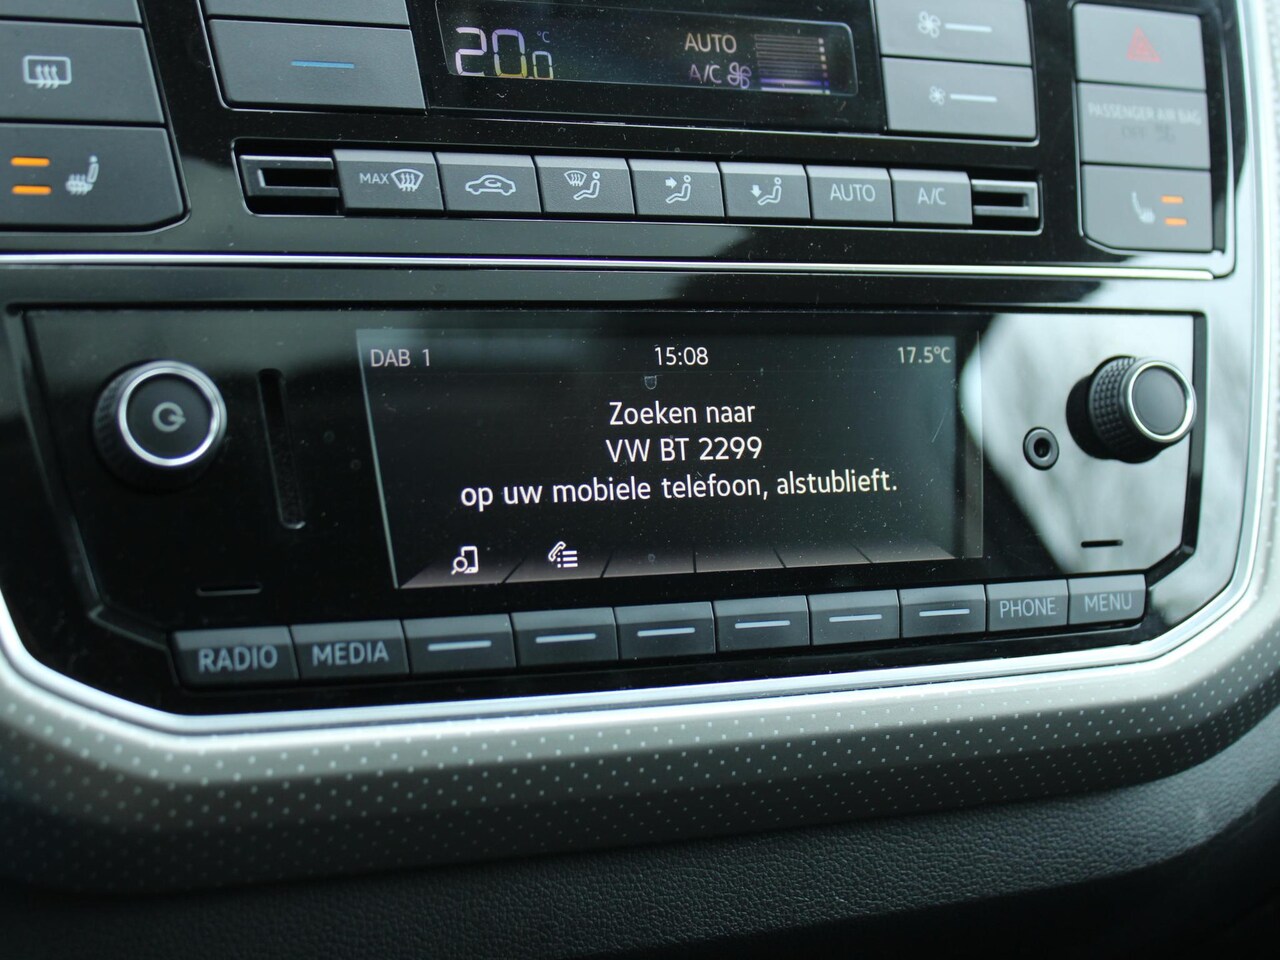 20.0 °C AUTO
A/C
PASSENGER AIR BAG
OFF
MAX
AUTO
A/C
DAB 1 15:08 17.5°C
Zoeken naar
VW BT 2299
op uw mobiele telefoon, alstublieft.
RADIO MEDIA PHONE MENU